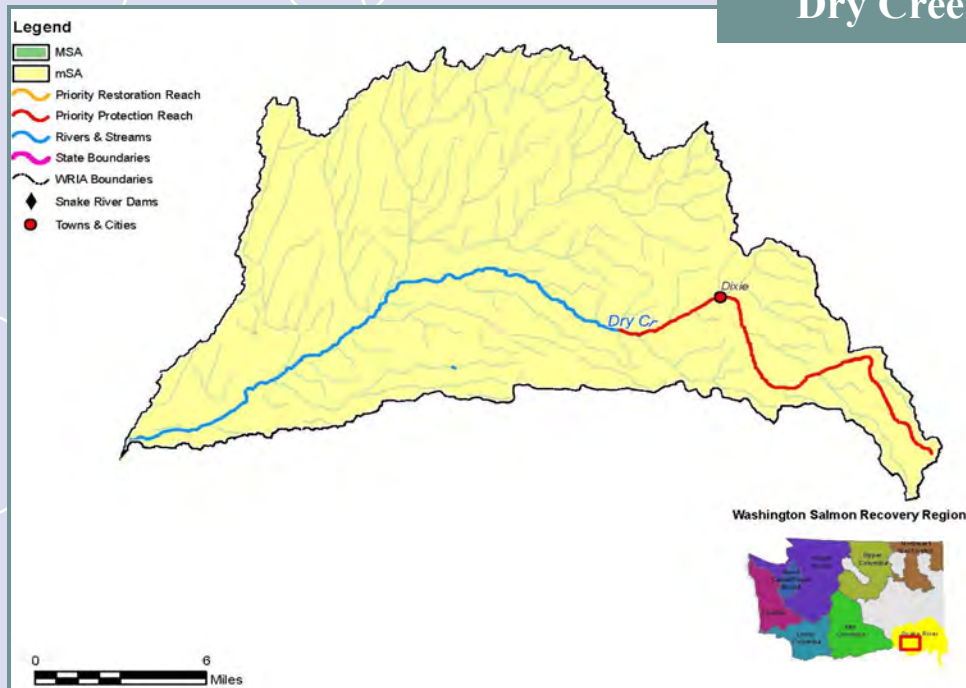 Dry Cree
Legend
MSA
mSA
Priority Restoration Reach
Priority Protection Reach
Rivers & Streams
State Boundaries
WRIA Boundaries
Snake River Dams
Towns & Cities
Dixie
Dry Cr
Washington Salmon Recovery Region
Upper
Columbia
Lower
Columbia
Snake River
0 6
Miles